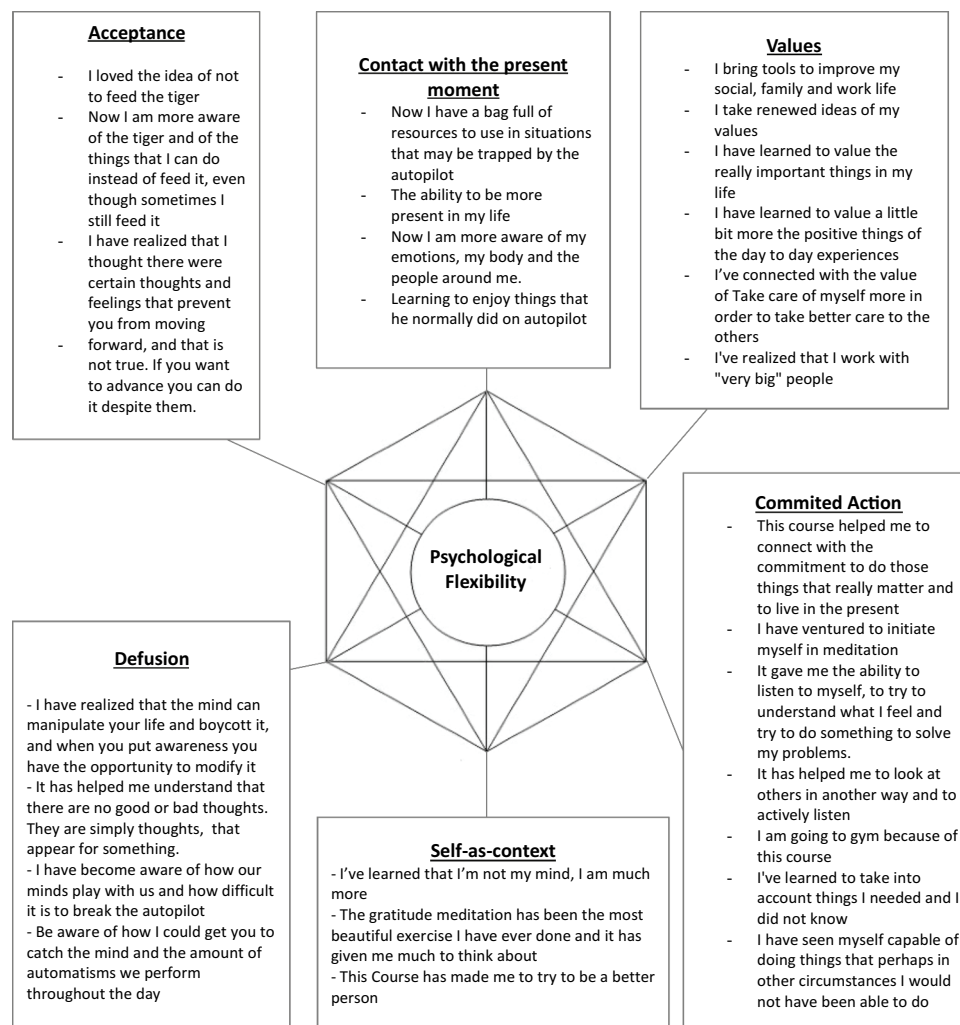 Acceptance
- I loved the idea of not
to feed the tiger
- Now I am more aware
of the tiger and of the
things that I can do
instead of feed it, even
though sometimes I
still feed it
- I have realized that I
thought there were
certain thoughts and
feelings that prevent
you from moving
- forward, and that is
not true. If you want
to advance you can do
it despite them.
Contact with the present
moment
- Now I have a bag full of
resources to use in situations
that may be trapped by the
autopilot
- The ability to be more
present in my life
- Now I am more aware of my
emotions, my body and the
people around me.
- Learning to enjoy things that
he normally did on autopilot
Values
- I bring tools to improve my
social, family and work life
- I take renewed ideas of my
values
- I have learned to value the
really important things in my
life
- I have learned to value a little
bit more the positive things of
the day to day experiences
- I’ve connected with the value
of Take care of myself more in
order to take better care to the
others
- I've realized that I work with
"very big" people
Psychological
Flexibility
Commited Action
- This course helped me to
connect with the
commitment to do those
things that really matter and
to live in the present
- I have ventured to initiate
myself in meditation
- It gave me the ability to
listen to myself, to try to
understand what I feel and
try to do something to solve
my problems.
- It has helped me to look at
others in another way and to
actively listen
- I am going to gym because of
this course
- I've learned to take into
account things I needed and I
did not know
- I have seen myself capable of
doing things that perhaps in
other circumstances I would
not have been able to do
Defusion
- I have realized that the mind can
manipulate your life and boycott it,
and when you put awareness you
have the opportunity to modify it
- It has helped me understand that
there are no good or bad thoughts.
They are simply thoughts, that
appear for something.
- I have become aware of how our
minds play with us and how difficult
it is to break the autopilot
- Be aware of how I could get you to
catch the mind and the amount of
automatisms we perform
throughout the day
Self-as-context
- I’ve learned that I’m not my mind, I am much
more
- The gratitude meditation has been the most
beautiful exercise I have ever done and it has
given me much to think about
- This Course has made me to try to be a better
person